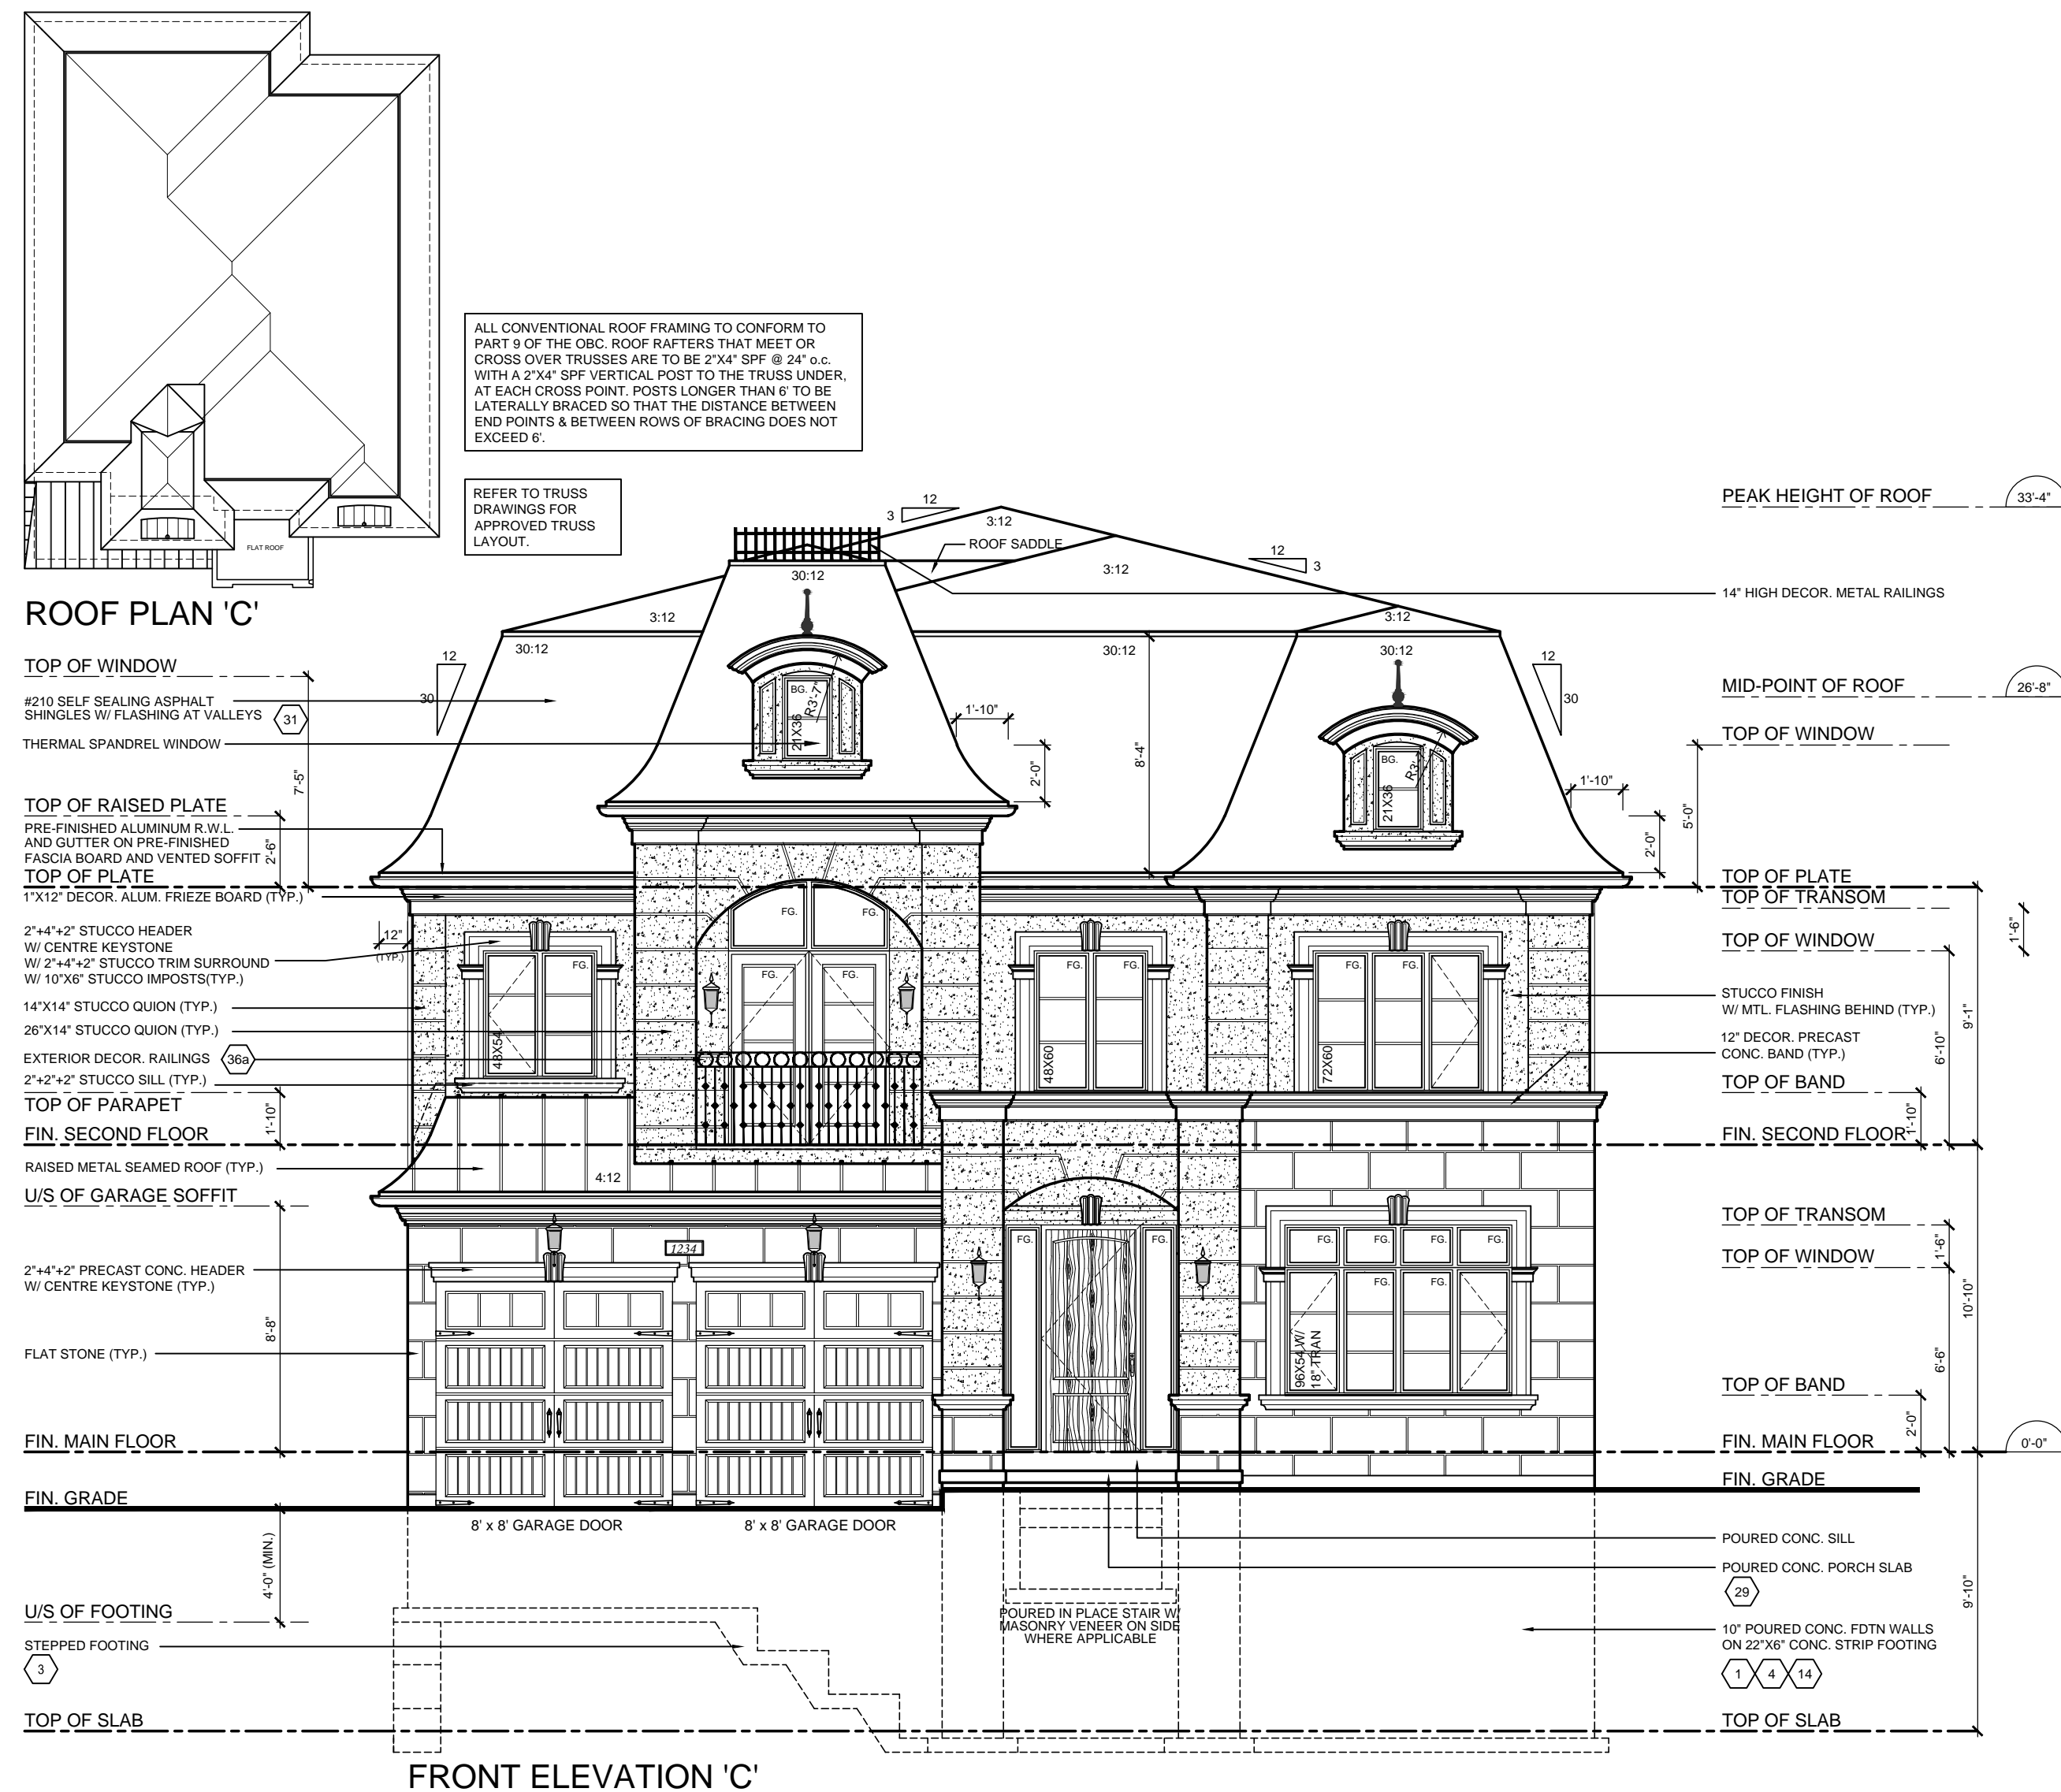 FLAT ROOF
ROOF PLAN 'C'
ALL CONVENTIONAL ROOF FRAMING TO CONFORM TO
PART 9 OF THE OBC. ROOF RAFTERS THAT MEET OR
CROSS OVER TRUSSES ARE TO BE 2"X4" SPF @ 24" o.c.
WITH A 2"X4" SPF VERTICAL POST TO THE TRUSS UNDER,
AT EACH CROSS POINT. POSTS LONGER THAN 6' TO BE
LATERALLY BRACED SO THAT THE DISTANCE BETWEEN
END POINTS & BETWEEN ROWS OF BRACING DOES NOT
EXCEED 6'.
REFER TO TRUSS
DRAWINGS FOR
APPROVED TRUSS
LAYOUT.
TOP OF WINDOW
#210 SELF SEALING ASPHALT
SHINGLES W/ FLASHING AT VALLEYS
31
THERMAL SPANDREL WINDOW
7'-5"
TOP OF RAISED PLATE
PRE-FINISHED ALUMINUM R.W.L.
AND GUTTER ON PRE-FINISHED
FASCIA BOARD AND VENTED SOFFIT
2'-6"
TOP OF PLATE
1"X12" DECOR. ALUM. FRIEZE BOARD (TYP.)
2"+4"+2" STUCCO HEADER
W/ CENTRE KEYSTONE
W/ 2"+4"+2" STUCCO TRIM SURROUND
W/ 10"X6" STUCCO IMPOSTS(TYP.)
12"
(TYP.)
14"X14" STUCCO QUION (TYP.)
26"X14" STUCCO QUION (TYP.)
EXTERIOR DECOR. RAILINGS
36a
2"+2"+2" STUCCO SILL (TYP.)
TOP OF PARAPET
1'-10"
FIN. SECOND FLOOR
RAISED METAL SEAMED ROOF (TYP.)
U/S OF GARAGE SOFFIT
2"+4"+2" PRECAST CONC. HEADER
W/ CENTRE KEYSTONE (TYP.)
8'-8"
FLAT STONE (TYP.)
FIN. MAIN FLOOR
FIN. GRADE
4'-0" (MIN.)
U/S OF FOOTING
STEPPED FOOTING
3
TOP OF SLAB
12
3
3:12
ROOF SADDLE
12
3
3:12
30:12
3:12
3:12
30:12
30:12
30:12
12
30
12
30
BG.
21X36
R3'-7"
1'-10"
2'-0"
8'-4"
BG.
21X36
R3'-7"
1'-10"
2'-0"
FG.
FG.
FG.
FG.
FG.
48X54
FG.
FG.
48X60
FG.
FG.
72X60
4:12
1234
FG.
FG.
FG.
FG.
FG.
FG.
FG.
FG.
96X54 W/
18" TRAN
8' x 8' GARAGE DOOR
8' x 8' GARAGE DOOR
POURED IN PLACE STAIR W/
MASONRY VENEER ON SIDE
WHERE APPLICABLE
PEAK HEIGHT OF ROOF
33'-4"
14" HIGH DECOR. METAL RAILINGS
MID-POINT OF ROOF
26'-8"
TOP OF WINDOW
5'-0"
TOP OF PLATE
TOP OF TRANSOM
1'-6"
TOP OF WINDOW
STUCCO FINISH
W/ MTL. FLASHING BEHIND (TYP.)
9'-1"
12" DECOR. PRECAST
CONC. BAND (TYP.)
6'-10"
TOP OF BAND
1'-10"
FIN. SECOND FLOOR
TOP OF TRANSOM
1'-6"
TOP OF WINDOW
10'-10"
6'-6"
TOP OF BAND
2'-0"
FIN. MAIN FLOOR
0'-0"
FIN. GRADE
POURED CONC. SILL
POURED CONC. PORCH SLAB
29
9'-10"
10" POURED CONC. FDTN WALLS
ON 22"X6" CONC. STRIP FOOTING
1 4 14
TOP OF SLAB
FRONT ELEVATION 'C'